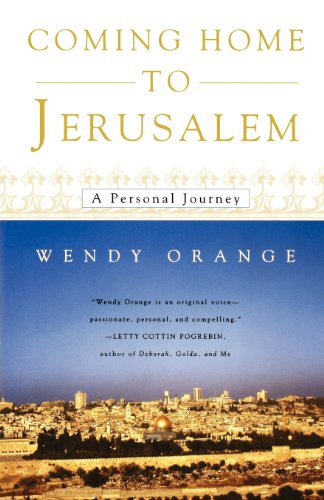 COMING HOME
TO
JERUSALEM
A Personal Journey
WENDY ORANGE
"Wendy Orange is an original voice—
passionate, personal, and compelling."
—LETTY COTTIN POGREBIN,
author of Deborah, Golda, and Me